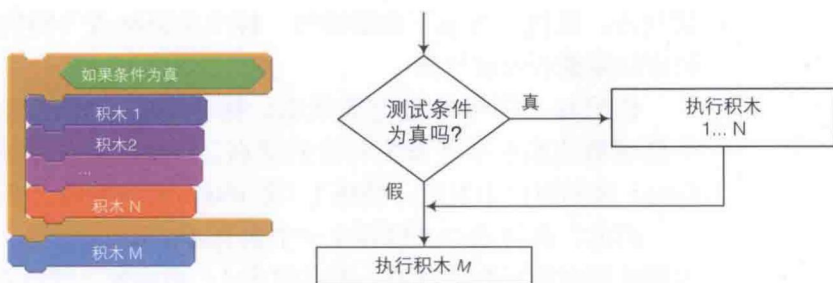 如果条件为真
积木 1
积木2
...
积木 N
积木 M
测试条件
为真吗?
真
假
执行积木
1... N
执行积木 M